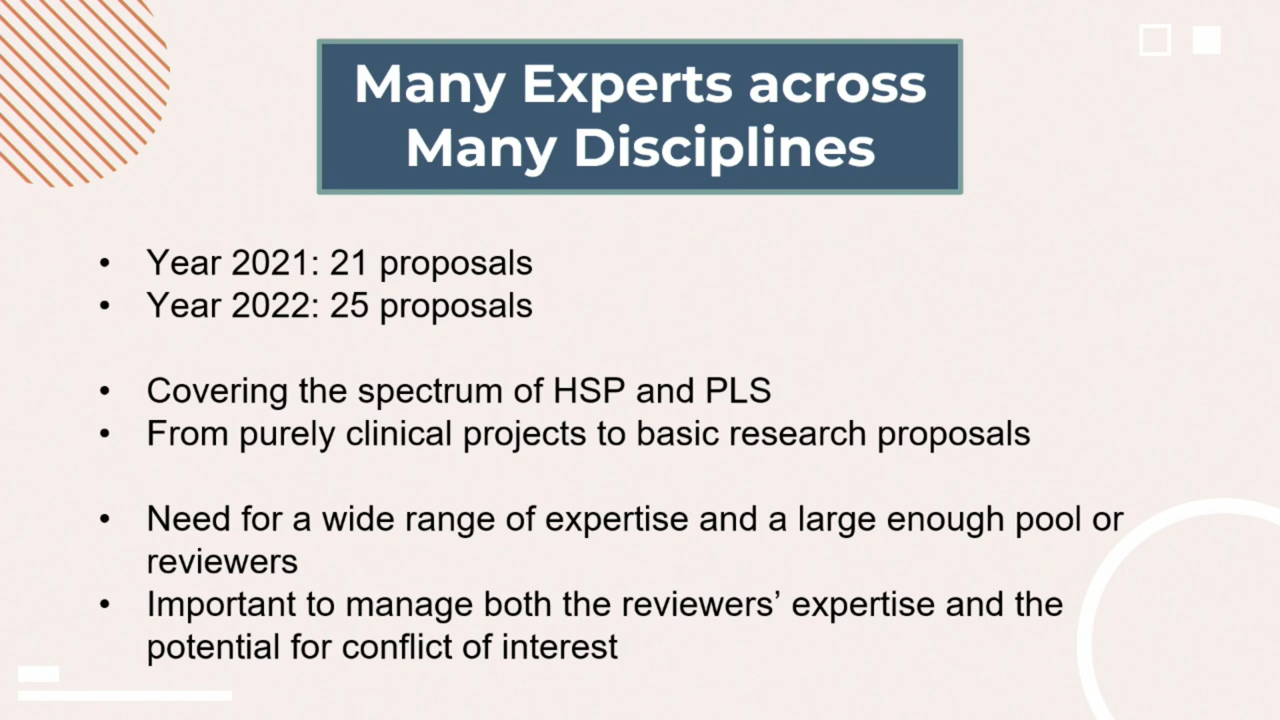 Many Experts across
Many Disciplines
• Year 2021: 21 proposals
• Year 2022: 25 proposals
• Covering the spectrum of HSP and PLS
• From purely clinical projects to basic research proposals
• Need for a wide range of expertise and a large enough pool or
reviewers
• Important to manage both the reviewers’ expertise and the
potential for conflict of interest